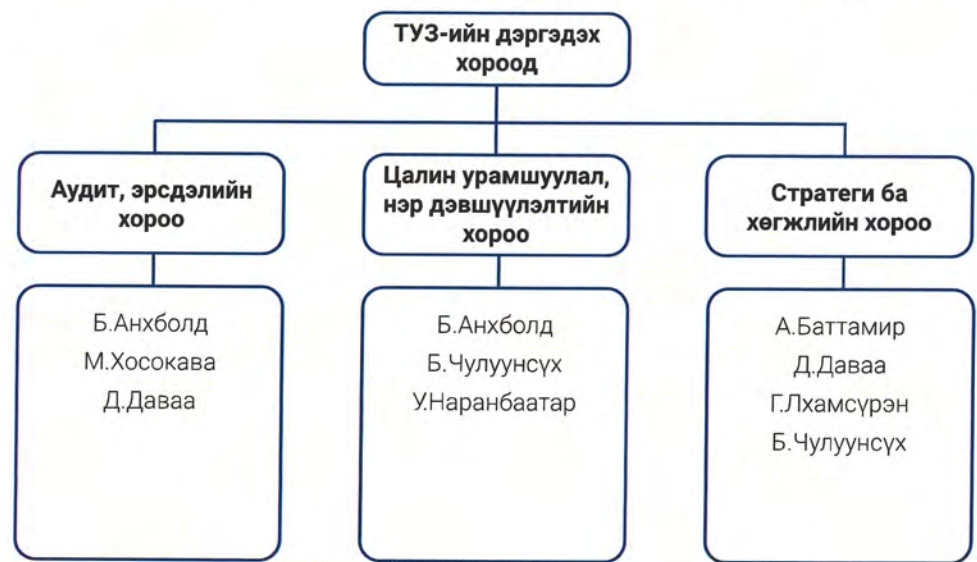 ТУЗ-ийн дэргэдэх
хороод
Аудит, эрсдэлийн
хороо
Цалин урамшуулал,
нэр дэвшүүлэлтийн
хороо
Стратеги ба
хөгжлийн хороо
Б.Анхболд
М.Хосокава
Д.Даваа
Б.Анхболд
Б.Чулуунсүх
У.Наранбаатар
А.Баттамир
Д.Даваа
Г.Лхамсүрэн
Б.Чулуунсүх